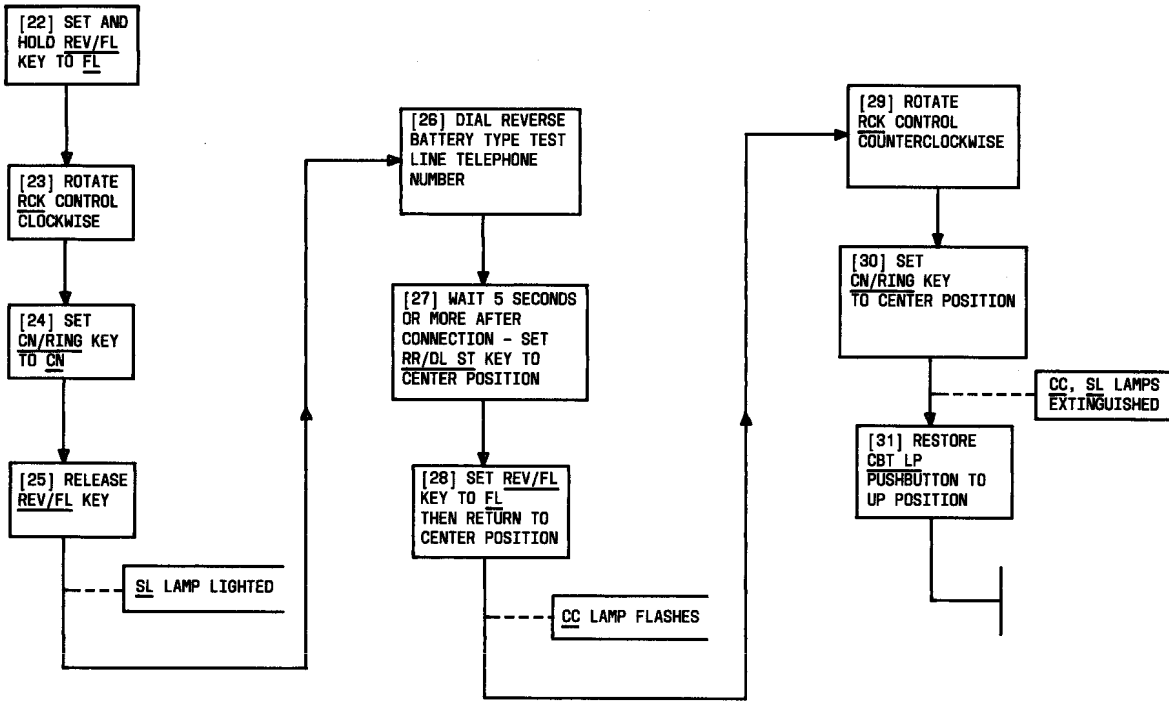 [22] SET AND
HOLD REV/FL
KEY TO FL
[23] ROTATE
RCK CONTROL
CLOCKWISE
[24] SET
CN/RING KEY
TO CN
[25] RELEASE
REV/FL KEY
SL LAMP LIGHTED
[26] DIAL REVERSE
BATTERY TYPE TEST
LINE TELEPHONE
NUMBER
[27] WAIT 5 SECONDS
OR MORE AFTER
CONNECTION - SET
RR/DL ST KEY TO
CENTER POSITION
[28] SET REV/FL
KEY TO FL
THEN RETURN TO
CENTER POSITION
CC LAMP FLASHES
[29] ROTATE
RCK CONTROL
COUNTERCLOCKWISE
[30] SET
CN/RING KEY
TO CENTER POSITION
CC, SL LAMPS
EXTINGUISHED
[31] RESTORE
CBT LP
PUSHBUTTON TO
UP POSITION